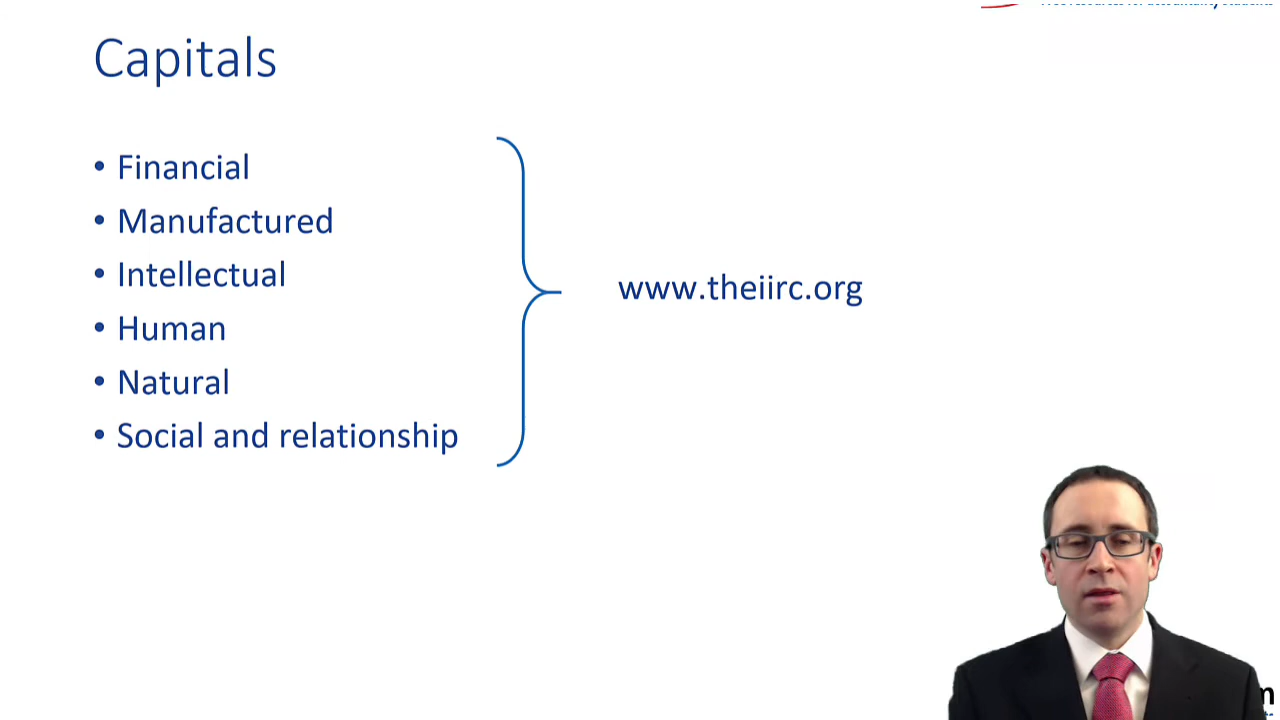 Capitals
• Financial
• Manufactured
• Intellectual
• Human
• Natural
• Social and relationship
www.theiirc.org